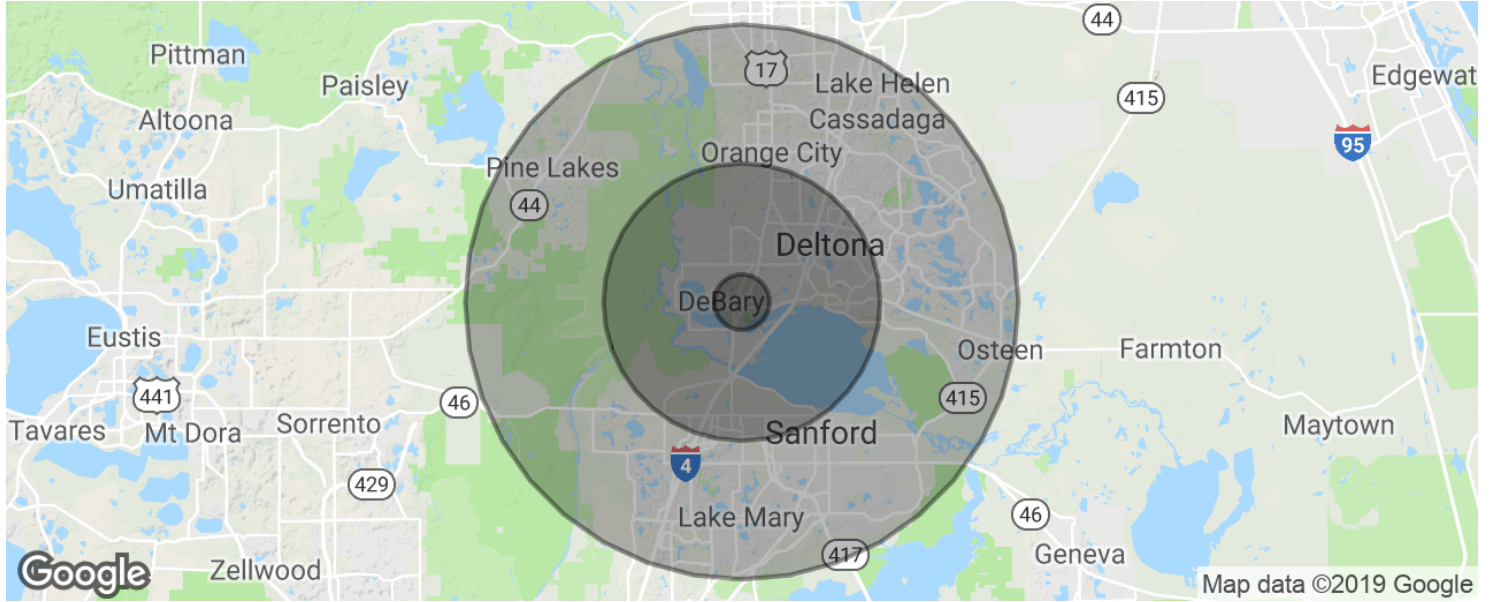 44
17
Pittman
Lake Helen
Edgewat
Paisley
415
Altoona
Cassadaga
95
Orange City
Pine Lakes
Umatilla
44
Deltona
DeBary
Eustis
Osteen
Farmton
441
46
415
Sorrento
Maytown
Tavares
Mt Dora
Sanford
4
429
Lake Mary
46
417
Geneva
Zellwood
Google
Map data ©2019 Google